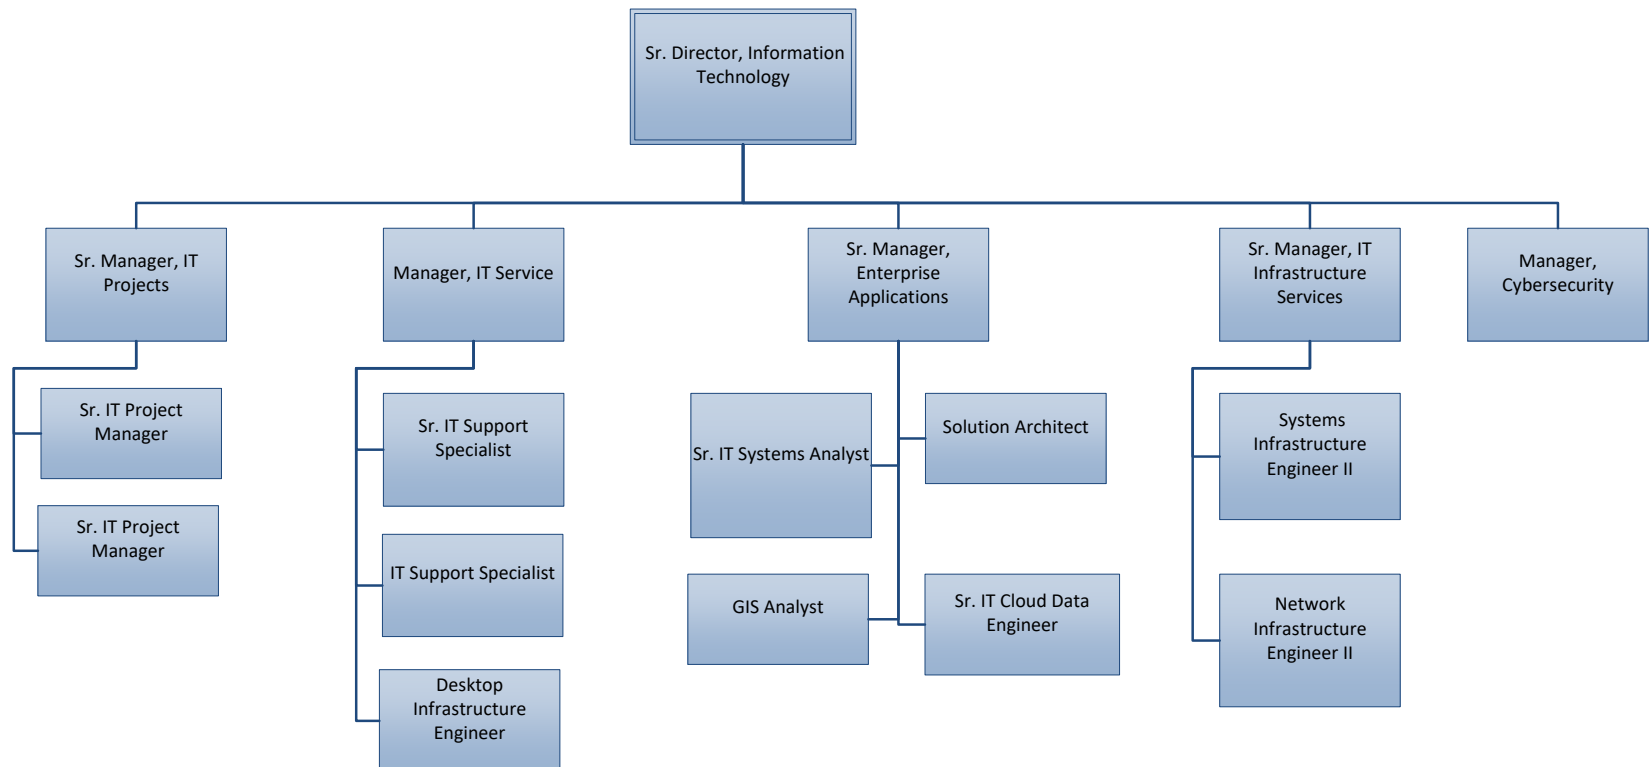 Sr. Director, Information
Technology
Sr. Manager, IT
Projects
Manager, IT Service
Sr. Manager,
Enterprise
Applications
Sr. Manager, IT
Infrastructure
Services
Manager,
Cybersecurity
Sr. IT Project
Manager
Sr. IT Project
Manager
Sr. IT Support
Specialist
IT Support Specialist
Desktop
Infrastructure
Engineer
Sr. IT Systems Analyst
Solution Architect
GIS Analyst
Sr. IT Cloud Data
Engineer
Systems
Infrastructure
Engineer II
Network
Infrastructure
Engineer II